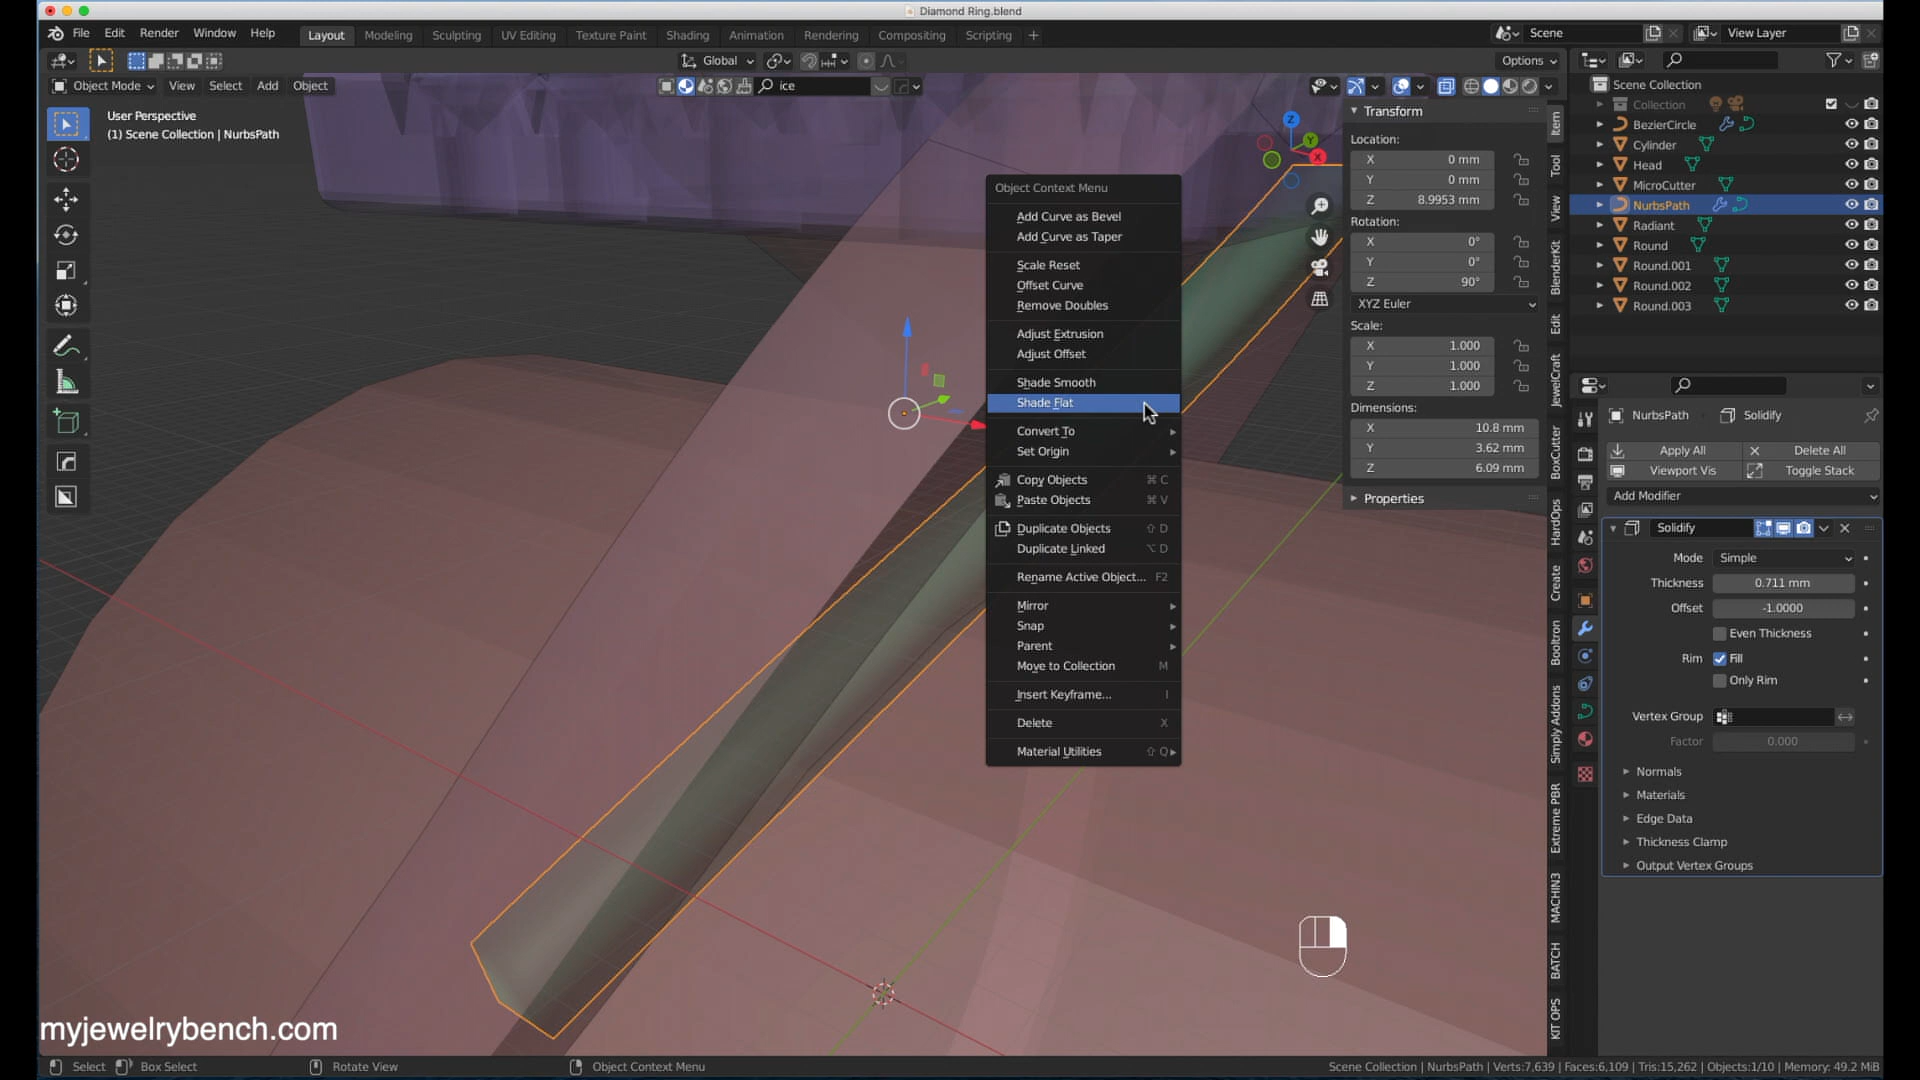 Diamond Ring.blend
File Edit Render Window Help Layout Modeling Sculpting UV Editing Texture Paint Shading Animation Rendering Compositing Scripting + Scene View Layer
Global Options
Object Mode View Select Add Object ice
User Perspective
(1) Scene Collection | NurbsPath
Z
Y
X
Object Context Menu
Add Curve as Bevel
Add Curve as Taper
Scale Reset
Offset Curve
Remove Doubles
Adjust Extrusion
Adjust Offset
Shade Smooth
Shade Flat
Convert To
Set Origin
Copy Objects ⌘ C
Paste Objects ⌘ V
Duplicate Objects ⇧ D
Duplicate Linked ⌥ D
Rename Active Object... F2
Mirror
Snap
Parent
Move to Collection M
Insert Keyframe... I
Delete X
Material Utilities ⇧ Q
Transform
Location:
X 0 mm
Y 0 mm
Z 8.9953 mm
Rotation:
X 0°
Y 0°
Z 90°
XYZ Euler
Scale:
X 1.000
Y 1.000
Z 1.000
Dimensions:
X 10.8 mm
Y 3.62 mm
Z 6.09 mm
Properties
Item
Tool
View
BlenderKit
Edit
JewelCraft
BoxCutter
HardOps
Create
Booltron
Simply Addons
Extreme PBR
MACHIN3
BATCH
KIT OPS
Scene Collection
Collection
BezierCircle
Cylinder
Head
MicroCutter
NurbsPath
Radiant
Round
Round.001
Round.002
Round.003
NurbsPath Solidify
Apply All Delete All
Viewport Vis Toggle Stack
Add Modifier
Solidify
Mode Simple
Thickness 0.711 mm
Offset -1.0000
Even Thickness
Rim Fill
Only Rim
Vertex Group
Factor 0.000
Normals
Materials
Edge Data
Thickness Clamp
Output Vertex Groups
myjewelrybench.com
Select Box Select Rotate View Object Context Menu Scene Collection | NurbsPath | Verts:7,639 | Faces:6,109 | Tris:15,262 | Objects:1/10 | Memory: 49.2 MiB